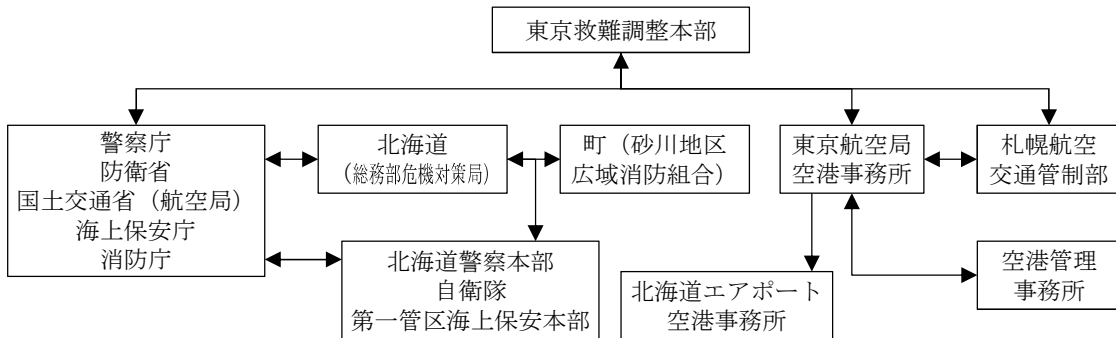 東京救難調整本部
警察庁
防衛省
国土交通省（航空局）
海上保安庁
消防庁
北海道
（総務部危機対策局）
町（砂川地区
広域消防組合）
東京航空局
空港事務所
札幌航空
交通管制部
北海道警察本部
自衛隊
第一管区海上保安本部
北海道エアポート
空港事務所
空港管理
事務所